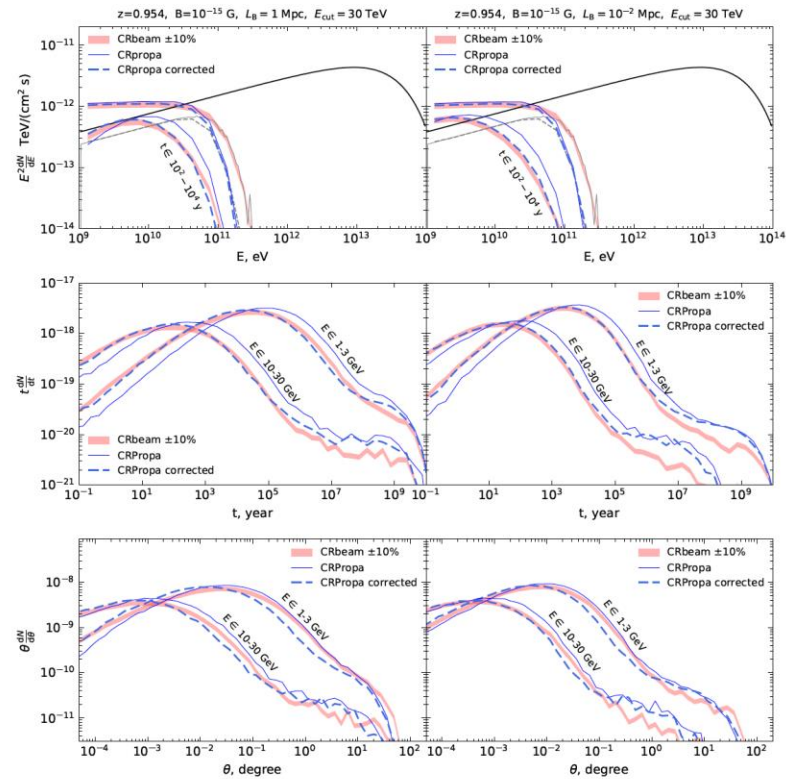 z=0.954, B=10⁻¹⁵ G, L_B = 1 Mpc, E_cut = 30 TeV
z=0.954, B=10⁻¹⁵ G, L_B = 10⁻² Mpc, E_cut = 30 TeV
10⁻¹¹
10⁻¹²
10⁻¹³
10⁻¹⁴
E² dN/dE TeV/(cm² s)
CRbeam ±10%
CRpropa
CRpropa corrected
t ∈ 10² − 10⁴ y
10⁹ 10¹⁰ 10¹¹ 10¹² 10¹³
E, eV
CRbeam ±10%
CRpropa
CRpropa corrected
t ∈ 10² − 10⁴ y
10⁹ 10¹⁰ 10¹¹ 10¹² 10¹³ 10¹⁴
E, eV
10⁻¹⁷
10⁻¹⁸
10⁻¹⁹
10⁻²⁰
10⁻²¹
t dN/dt
E ∈ 1-3 GeV
E ∈ 10-30 GeV
CRbeam ±10%
CRPropa
CRPropa corrected
10⁻¹ 10¹ 10³ 10⁵ 10⁷ 10⁹
t, year
CRbeam ±10%
CRPropa
CRPropa corrected
E ∈ 1-3 GeV
E ∈ 10-30 GeV
10⁻¹ 10¹ 10³ 10⁵ 10⁷ 10⁹
t, year
10⁻⁸
10⁻⁹
10⁻¹⁰
10⁻¹¹
θ dN/dθ
CRbeam ±10%
CRPropa
CRPropa corrected
E ∈ 1-3 GeV
E ∈ 10-30 GeV
10⁻⁴ 10⁻³ 10⁻² 10⁻¹ 10⁰ 10¹ 10²
θ, degree
CRbeam ±10%
CRPropa
CRPropa corrected
E ∈ 1-3 GeV
E ∈ 10-30 GeV
10⁻⁴ 10⁻³ 10⁻² 10⁻¹ 10⁰ 10¹ 10²
θ, degree